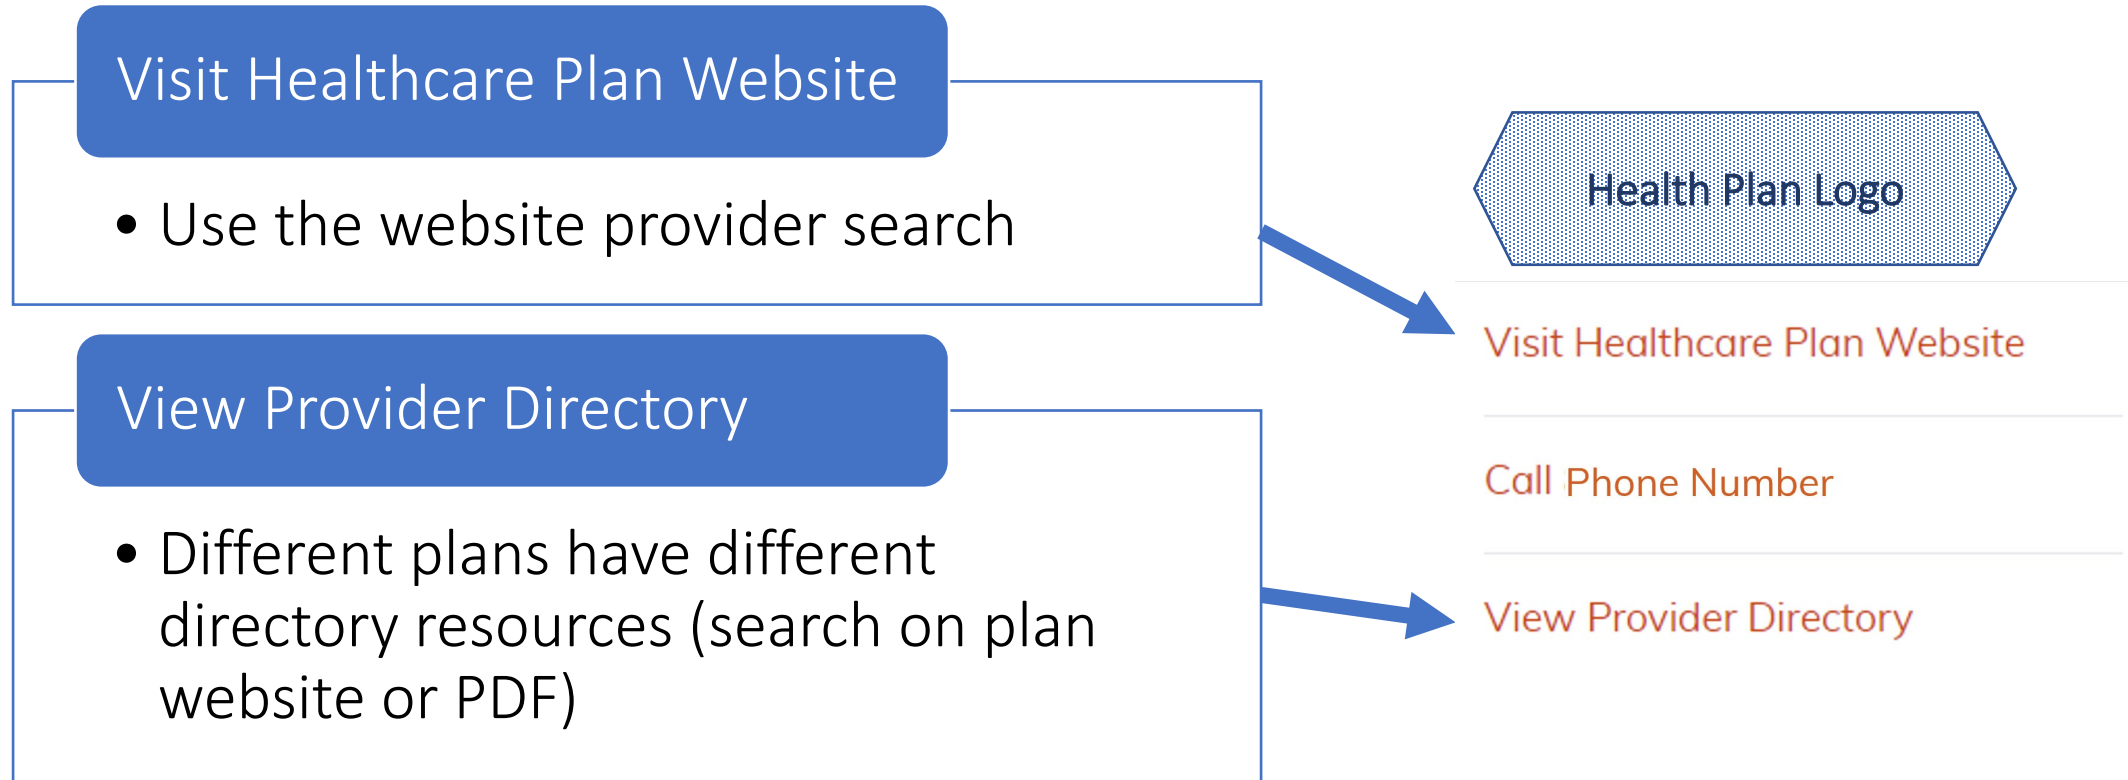 Visit Healthcare Plan Website
• Use the website provider search
View Provider Directory
• Different plans have different
directory resources (search on plan
website or PDF)
Health Plan Logo
Visit Healthcare Plan Website
Call Phone Number
View Provider Directory